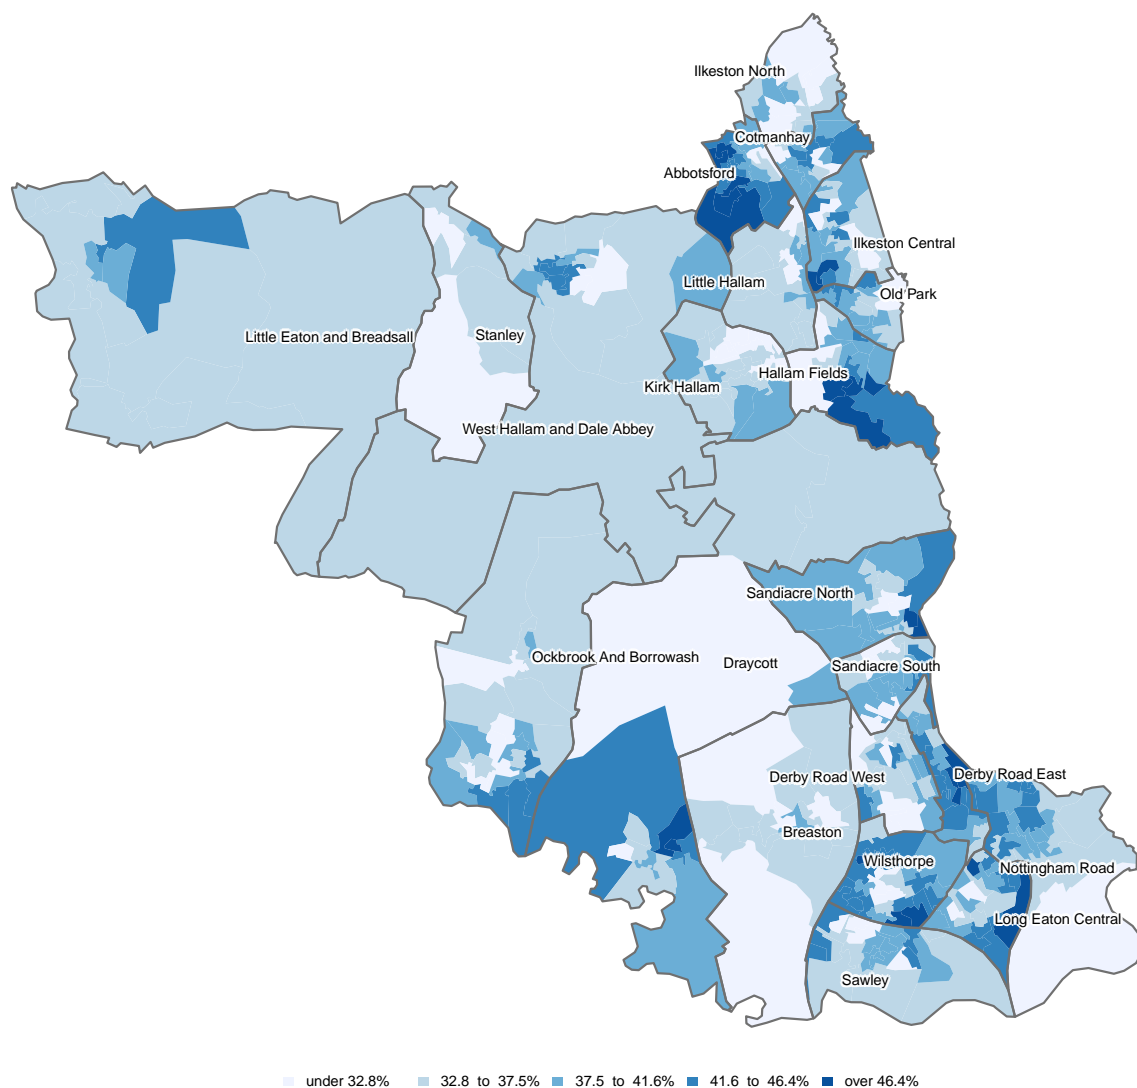 Ilkeston North
Cotmanhay
Abbotsford
Ilkeston Central
Little Hallam
Old Park
Little Eaton and Breadsall
Stanley
Hallam Fields
Kirk Hallam
West Hallam and Dale Abbey
Sandiacre North
Ockbrook And Borrowash
Draycott
Sandiacre South
Derby Road West
Derby Road East
Breaston
Wilsthorpe
Nottingham Road
Long Eaton Central
Sawley
under 32.8% 32.8 to 37.5% 37.5 to 41.6% 41.6 to 46.4% over 46.4%